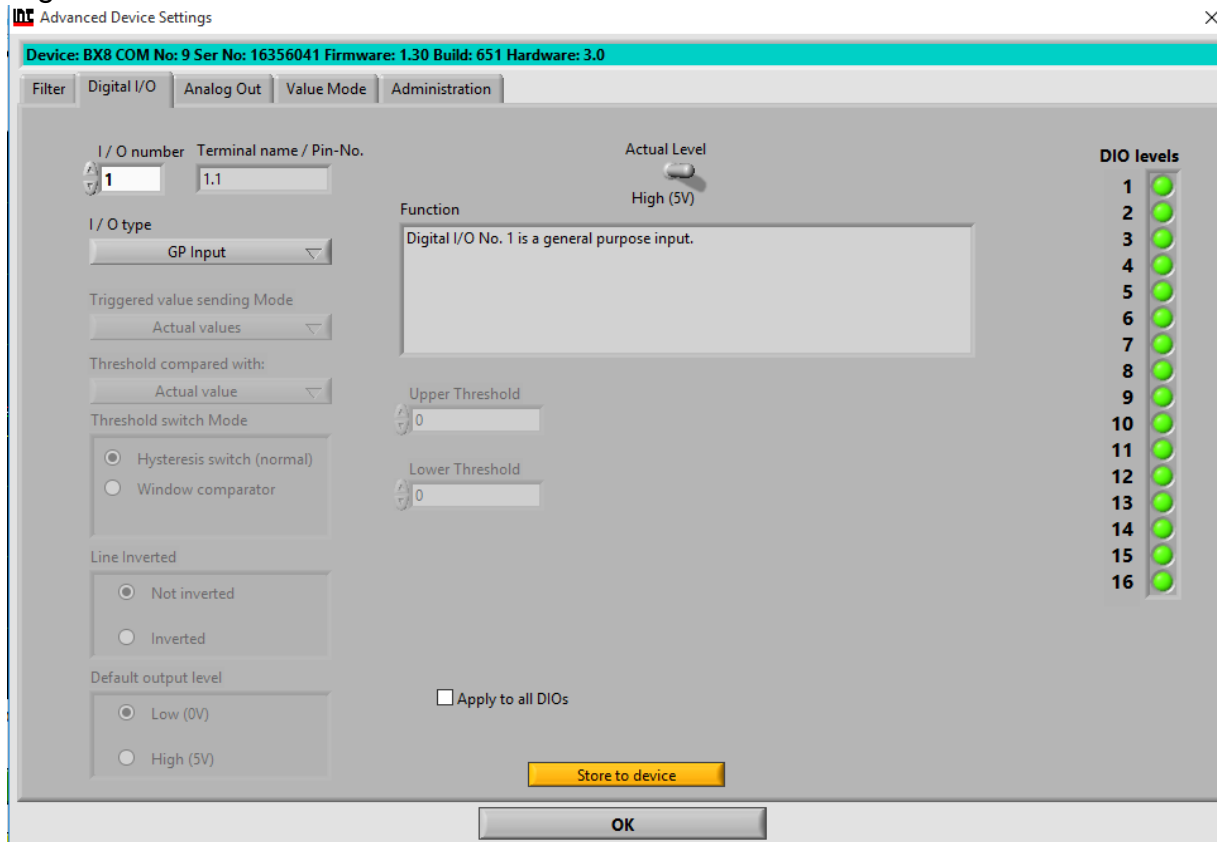 Advanced Device Settings
Device: BX8 COM No: 9 Ser No: 16356041 Firmware: 1.30 Build: 651 Hardware: 3.0
Filter Digital I/O Analog Out Value Mode Administration
I / O number Terminal name / Pin-No.
1 1.1
Actual Level
High (5V)
I / O type
GP Input
Function
Digital I/O No. 1 is a general purpose input.
Triggered value sending Mode
Actual values
Threshold compared with:
Actual value
Threshold switch Mode
Hysteresis switch (normal)
Window comparator
Upper Threshold
0
Lower Threshold
0
Line Inverted
Not inverted
Inverted
Default output level
Low (0V)
High (5V)
Apply to all DIOs
Store to device
DIO levels
1
2
3
4
5
6
7
8
9
10
11
12
13
14
15
16
OK